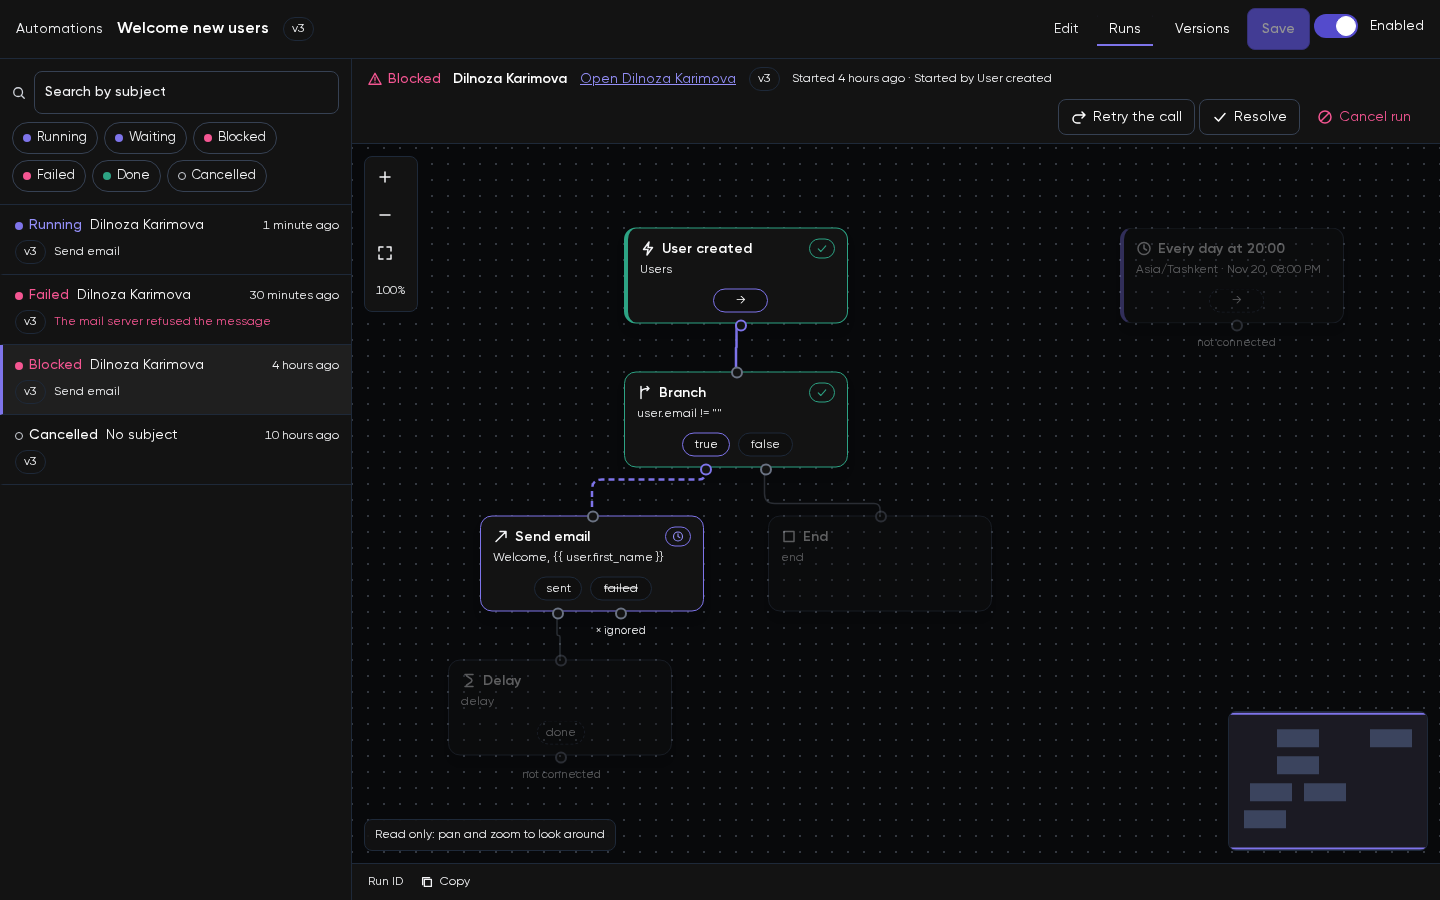 Automations Welcome new users v3 Edit Runs Versions Save Enabled
Search by subject
Running Waiting Blocked
Failed Done Cancelled
Running Dilnoza Karimova 1 minute ago
v3 Send email
Failed Dilnoza Karimova 30 minutes ago
v3 The mail server refused the message
Blocked Dilnoza Karimova 4 hours ago
v3 Send email
Cancelled No subject 10 hours ago
v3
Blocked Dilnoza Karimova Open Dilnoza Karimova v3 Started 4 hours ago · Started by User created
Retry the call Resolve Cancel run
100%
User created
Users
→
Every day at 20:00
Asia/Tashkent · Nov 20, 08:00 PM
→
not connected
Branch
user.email != ""
true false
Send email
Welcome, {{ user.first_name }}
sent failed
× ignored
End
end
Delay
delay
done
not connected
Read only: pan and zoom to look around
Run ID Copy